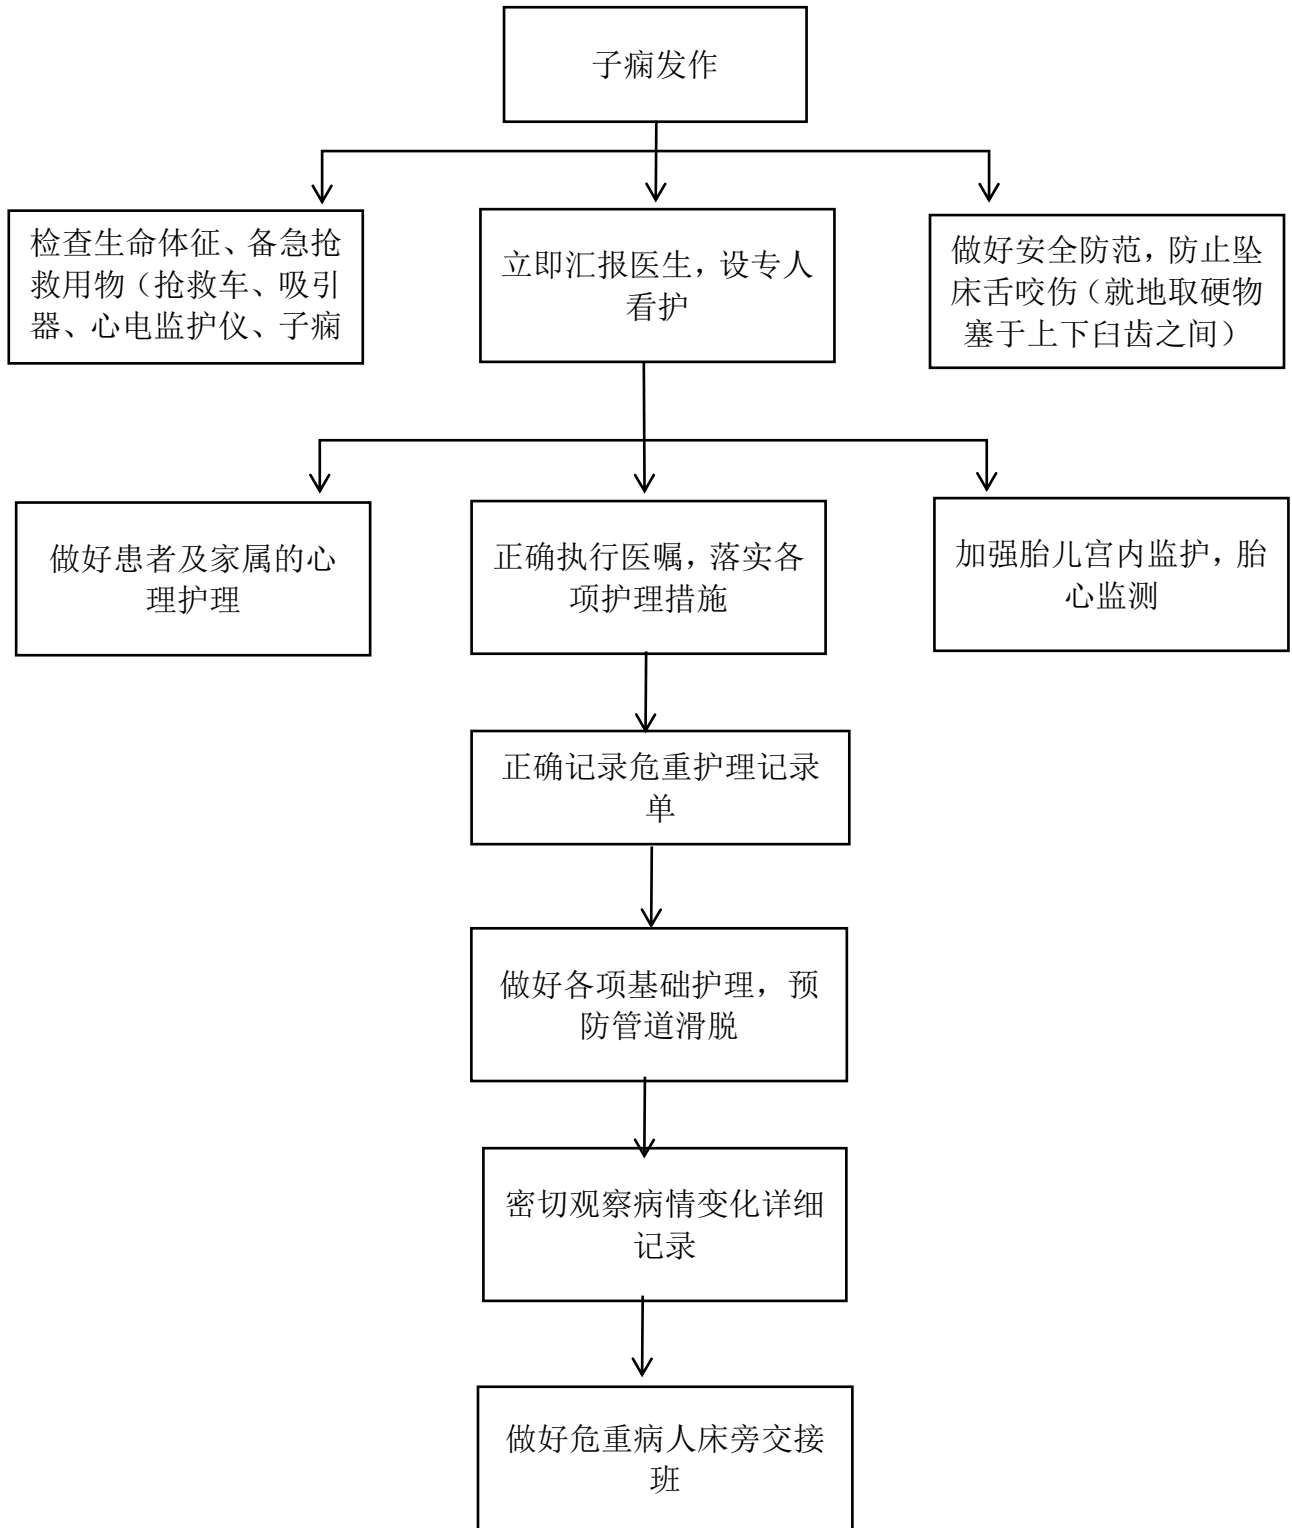 子痫发作
检查生命体征、备急抢
救用物（抢救车、吸引
器、心电监护仪、子痫
立即汇报医生，设专人
看护
做好安全防范，防止坠
床舌咬伤（就地取硬物
塞于上下臼齿之间）
做好患者及家属的心
理护理
正确执行医嘱，落实各
项护理措施
加强胎儿宫内监护，胎
心监测
正确记录危重护理记录
单
做好各项基础护理，预
防管道滑脱
密切观察病情变化详细
记录
做好危重病人床旁交接
班